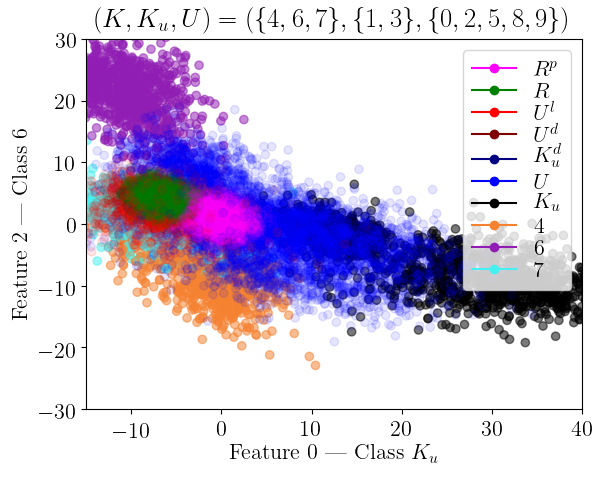 (K, K_u, U) = ({4, 6, 7}, {1, 3}, {0, 2, 5, 8, 9})
30
20
10
0
−10
−20
−30
Feature 2 — Class 6
R^p
R
U^l
U^d
K_u^d
U
K_u
4
6
7
−10
0
10
20
30
40
Feature 0 — Class K_u